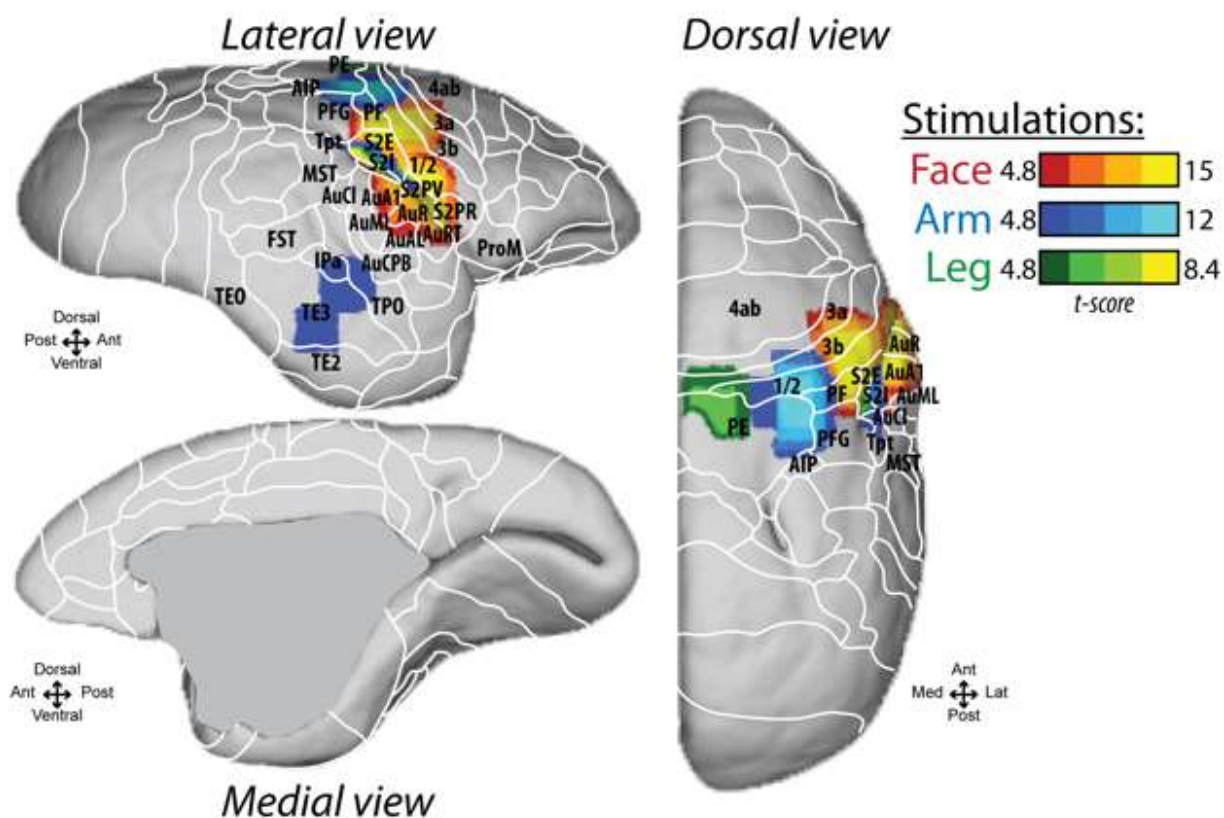 Lateral view
Dorsal view
PE
AIP
4ab
PFG
PF
3a
Tpt
S2E
3b
S2I
1/2
MST
S2PV
AuCl
AuA1
AuR
S2PR
AuML
AuAL
AuRT
FST
ProM
IPa
AuCPB
TEO
TE3
TPO
TE2
Dorsal
Post
Ant
Ventral
Stimulations:
Face 4.8 15
Arm 4.8 12
Leg 4.8 8.4
t-score
4ab
3a
3b
AuR
S2E
AuA1
1/2
PF
S2I
AuML
AuCl
PE
PFG
Tpt
AIP
MST
Dorsal
Ant
Post
Ventral
Ant
Med
Lat
Post
Medial view